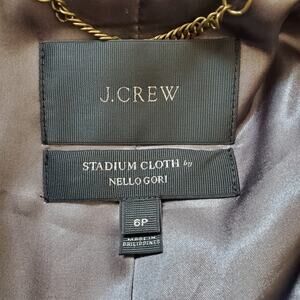 J.CREW
STADIUM CLOTH by
NELLO GORI
6P
MADE IN
PHILIPPINES